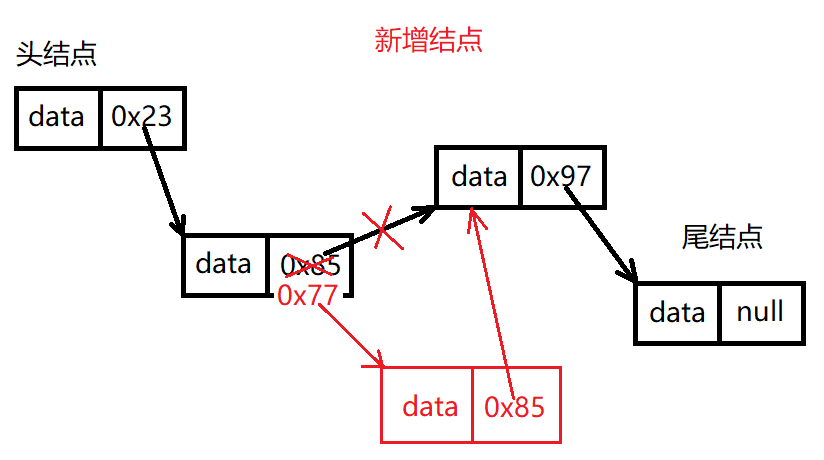 新增结点
头结点
data 0x23
data 0x97
尾结点
data 0x85
0x77
data null
data 0x85